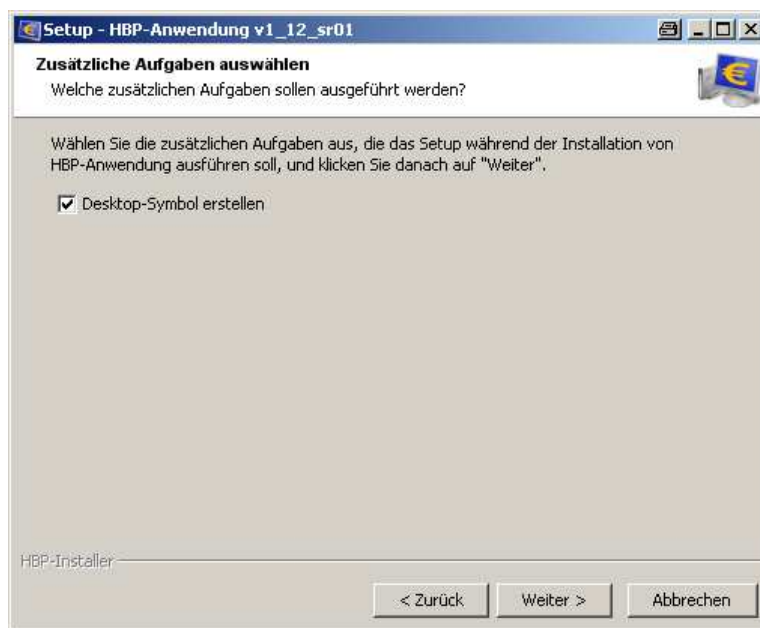 Setup - HBP-Anwendung v1_12_sr01
Zusätzliche Aufgaben auswählen
Welche zusätzlichen Aufgaben sollen ausgeführt werden?
€
Wählen Sie die zusätzlichen Aufgaben aus, die das Setup während der Installation von
HBP-Anwendung ausführen soll, und klicken Sie danach auf "Weiter".
Desktop-Symbol erstellen
HBP-Installer
< Zurück
Weiter >
Abbrechen